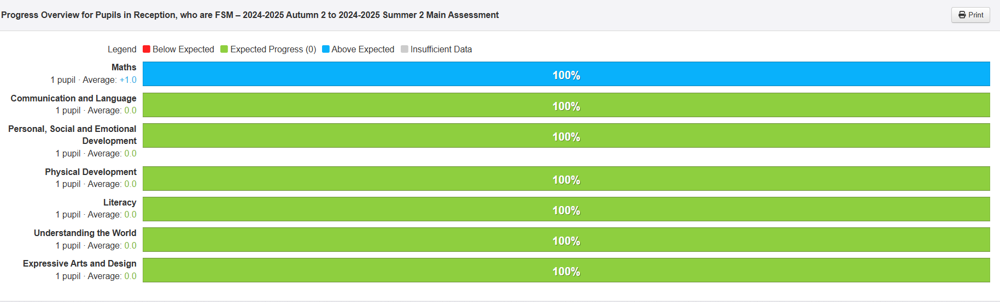 Progress Overview for Pupils in Reception, who are FSM – 2024-2025 Autumn 2 to 2024-2025 Summer 2 Main Assessment
Print
Legend Below Expected Expected Progress (0) Above Expected Insufficient Data
Maths
1 pupil · Average: +1.0
100%
Communication and Language
1 pupil · Average: 0.0
100%
Personal, Social and Emotional
Development
1 pupil · Average: 0.0
100%
Physical Development
1 pupil · Average: 0.0
100%
Literacy
1 pupil · Average: 0.0
100%
Understanding the World
1 pupil · Average: 0.0
100%
Expressive Arts and Design
1 pupil · Average: 0.0
100%